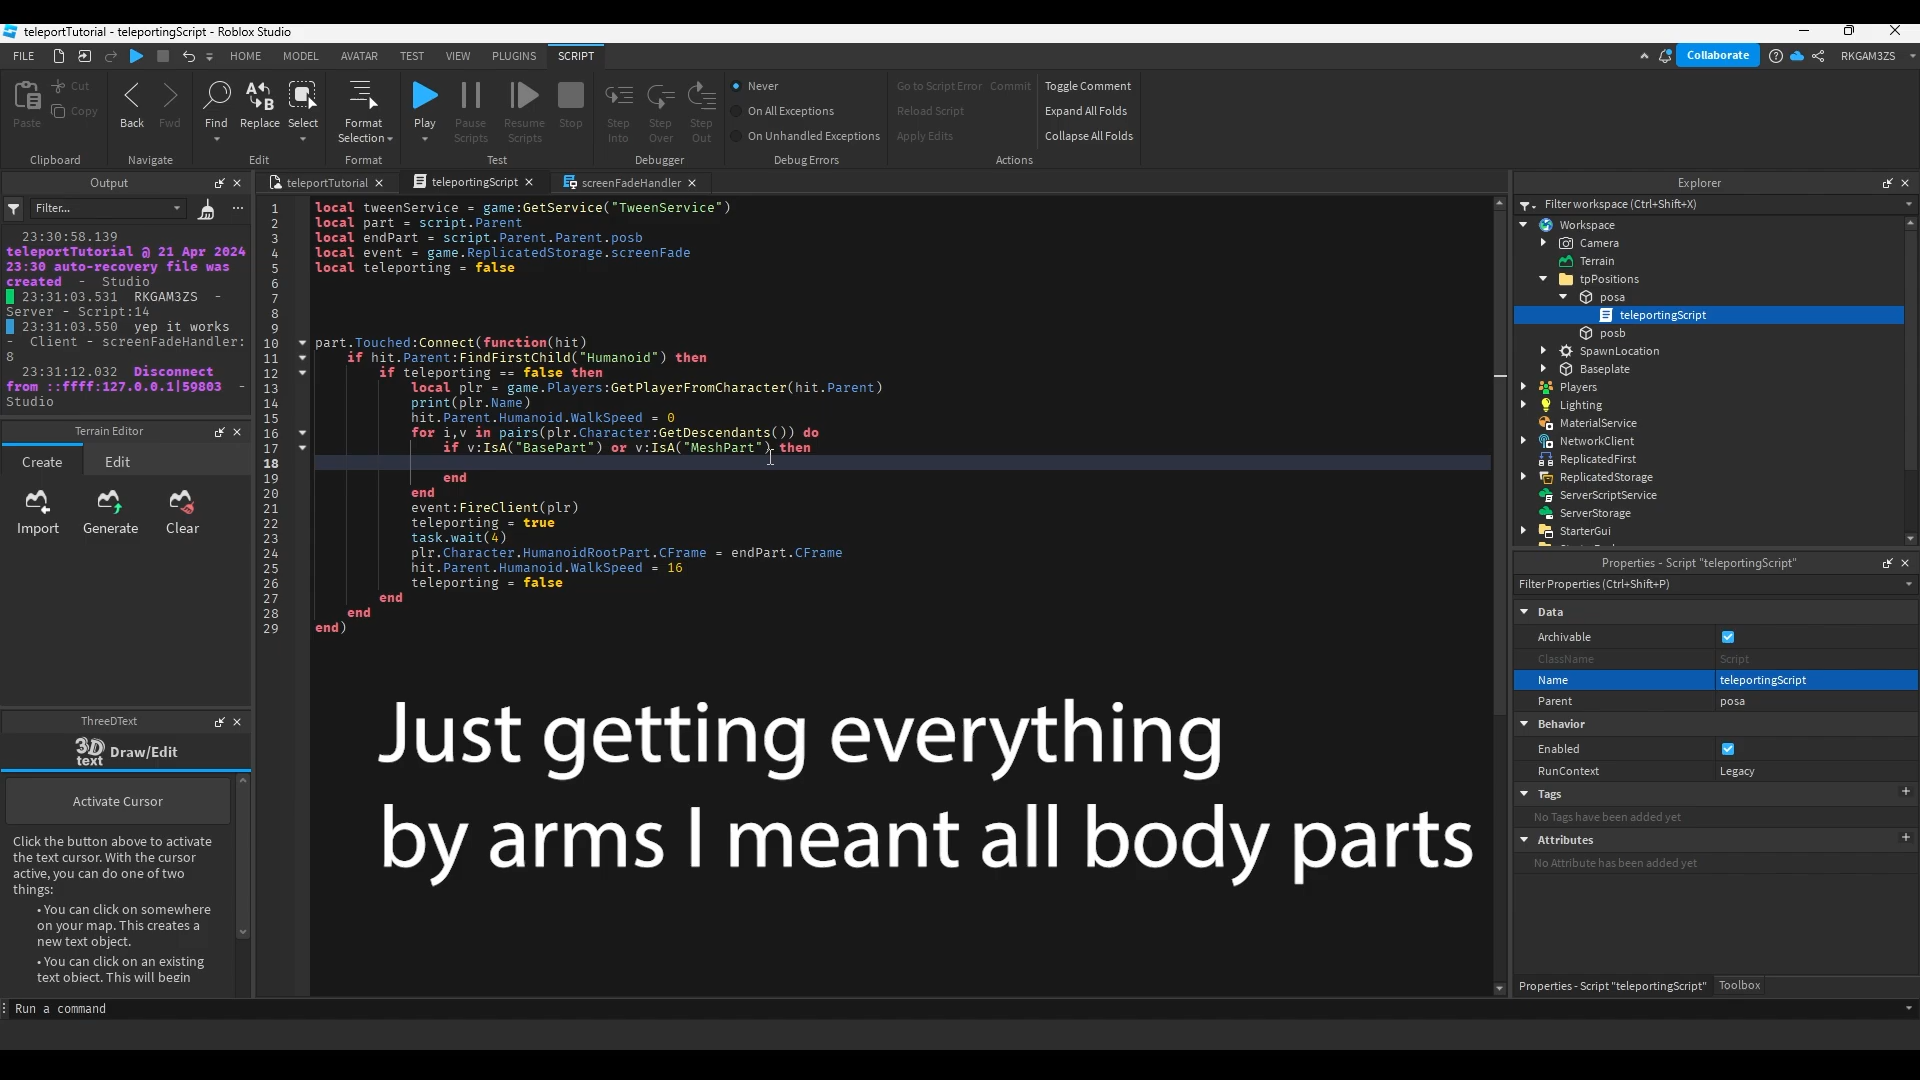 teleportTutorial - teleportingScript - Roblox Studio
FILE HOME MODEL AVATAR TEST VIEW PLUGINS SCRIPT Collaborate RKGAM3ZS
Paste Cut Copy
Clipboard
Back Fwd
Navigate
Find Replace Select
Edit
Format Selection
Format
Play Pause Scripts Resume Scripts Stop
Test
Step Into Step Over Step Out
Debugger
Never
On All Exceptions
On Unhandled Exceptions
Debug Errors
Go to Script Error Commit
Reload Script
Apply Edits
Toggle Comment
Expand All Folds
Collapse All Folds
Actions
Output
Filter...
23:30:58.139
teleportTutorial @ 21 Apr 2024
23:30 auto-recovery file was
created - Studio
23:31:03.531 RKGAM3ZS -
Server - Script:14
23:31:03.550 yep it works
- Client - screenFadeHandler:
8
23:31:12.032 Disconnect
from ::ffff:127.0.0.1|59803 -
Studio
Terrain Editor
Create Edit
Import Generate Clear
ThreeDText
3D text Draw/Edit
Activate Cursor
Click the button above to activate
the text cursor. With the cursor
active, you can do one of two
things:
• You can click on somewhere
on your map. This creates a
new text object.
• You can click on an existing
text object. This will begin
teleportTutorial teleportingScript screenFadeHandler
1 local tweenService = game:GetService("TweenService")
2 local part = script.Parent
3 local endPart = script.Parent.Parent.posb
4 local event = game.ReplicatedStorage.screenFade
5 local teleporting = false
6
7
8
9
10 part.Touched:Connect(function(hit)
11 if hit.Parent:FindFirstChild("Humanoid") then
12 if teleporting == false then
13 local plr = game.Players:GetPlayerFromCharacter(hit.Parent)
14 print(plr.Name)
15 hit.Parent.Humanoid.WalkSpeed = 0
16 for i,v in pairs(plr.Character:GetDescendants()) do
17 if v:IsA("BasePart") or v:IsA("MeshPart") then
18
19 end
20 end
21 event:FireClient(plr)
22 teleporting = true
23 task.wait(4)
24 plr.Character.HumanoidRootPart.CFrame = endPart.CFrame
25 hit.Parent.Humanoid.WalkSpeed = 16
26 teleporting = false
27 end
28 end
29 end)
Just getting everything
by arms I meant all body parts
Explorer
Filter workspace (Ctrl+Shift+X)
Workspace
Camera
Terrain
tpPositions
posa
teleportingScript
posb
SpawnLocation
Baseplate
Players
Lighting
MaterialService
NetworkClient
ReplicatedFirst
ReplicatedStorage
ServerScriptService
ServerStorage
StarterGui
Properties - Script "teleportingScript"
Filter Properties (Ctrl+Shift+P)
Data
Archivable
ClassName Script
Name teleportingScript
Parent posa
Behavior
Enabled
RunContext Legacy
Tags
No Tags have been added yet
Attributes
No Attribute has been added yet
Properties - Script "teleportingScript" Toolbox
Run a command